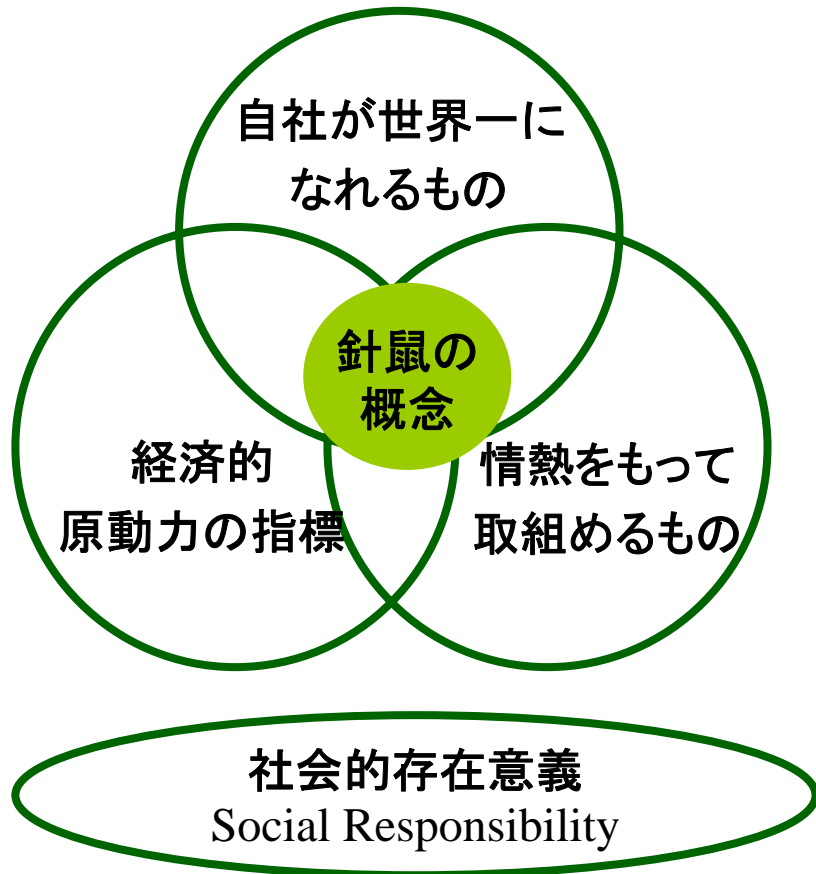 自社が世界一に
なれるもの
針鼠の
概念
経済的
原動力の指標
情熱をもって
取組めるもの
社会的存在意義
Social Responsibility